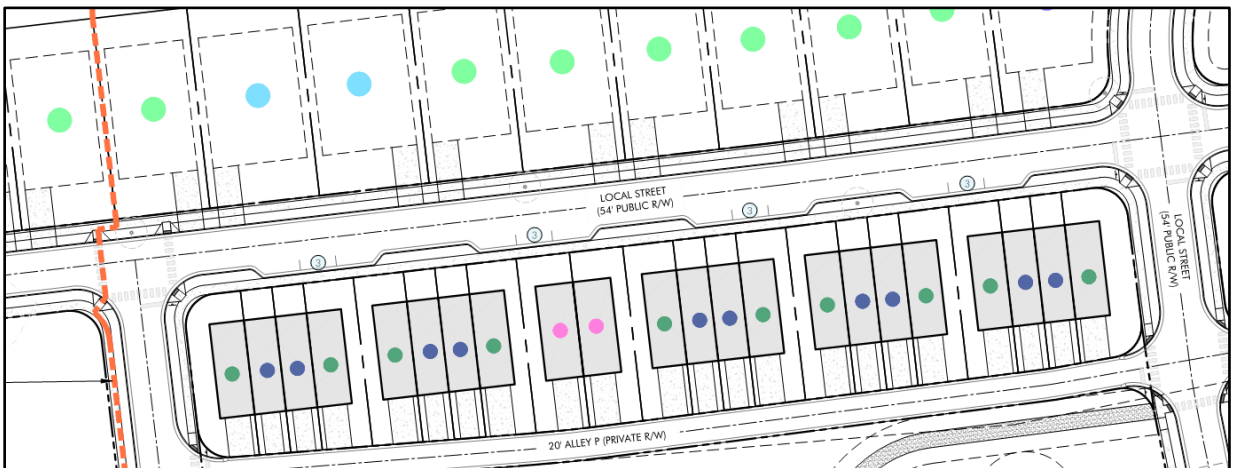 LOCAL STREET
(54' PUBLIC R/W)
3
3
3
3
LOCAL STREET
(54' PUBLIC R/W)
20' ALLEY P (PRIVATE R/W)